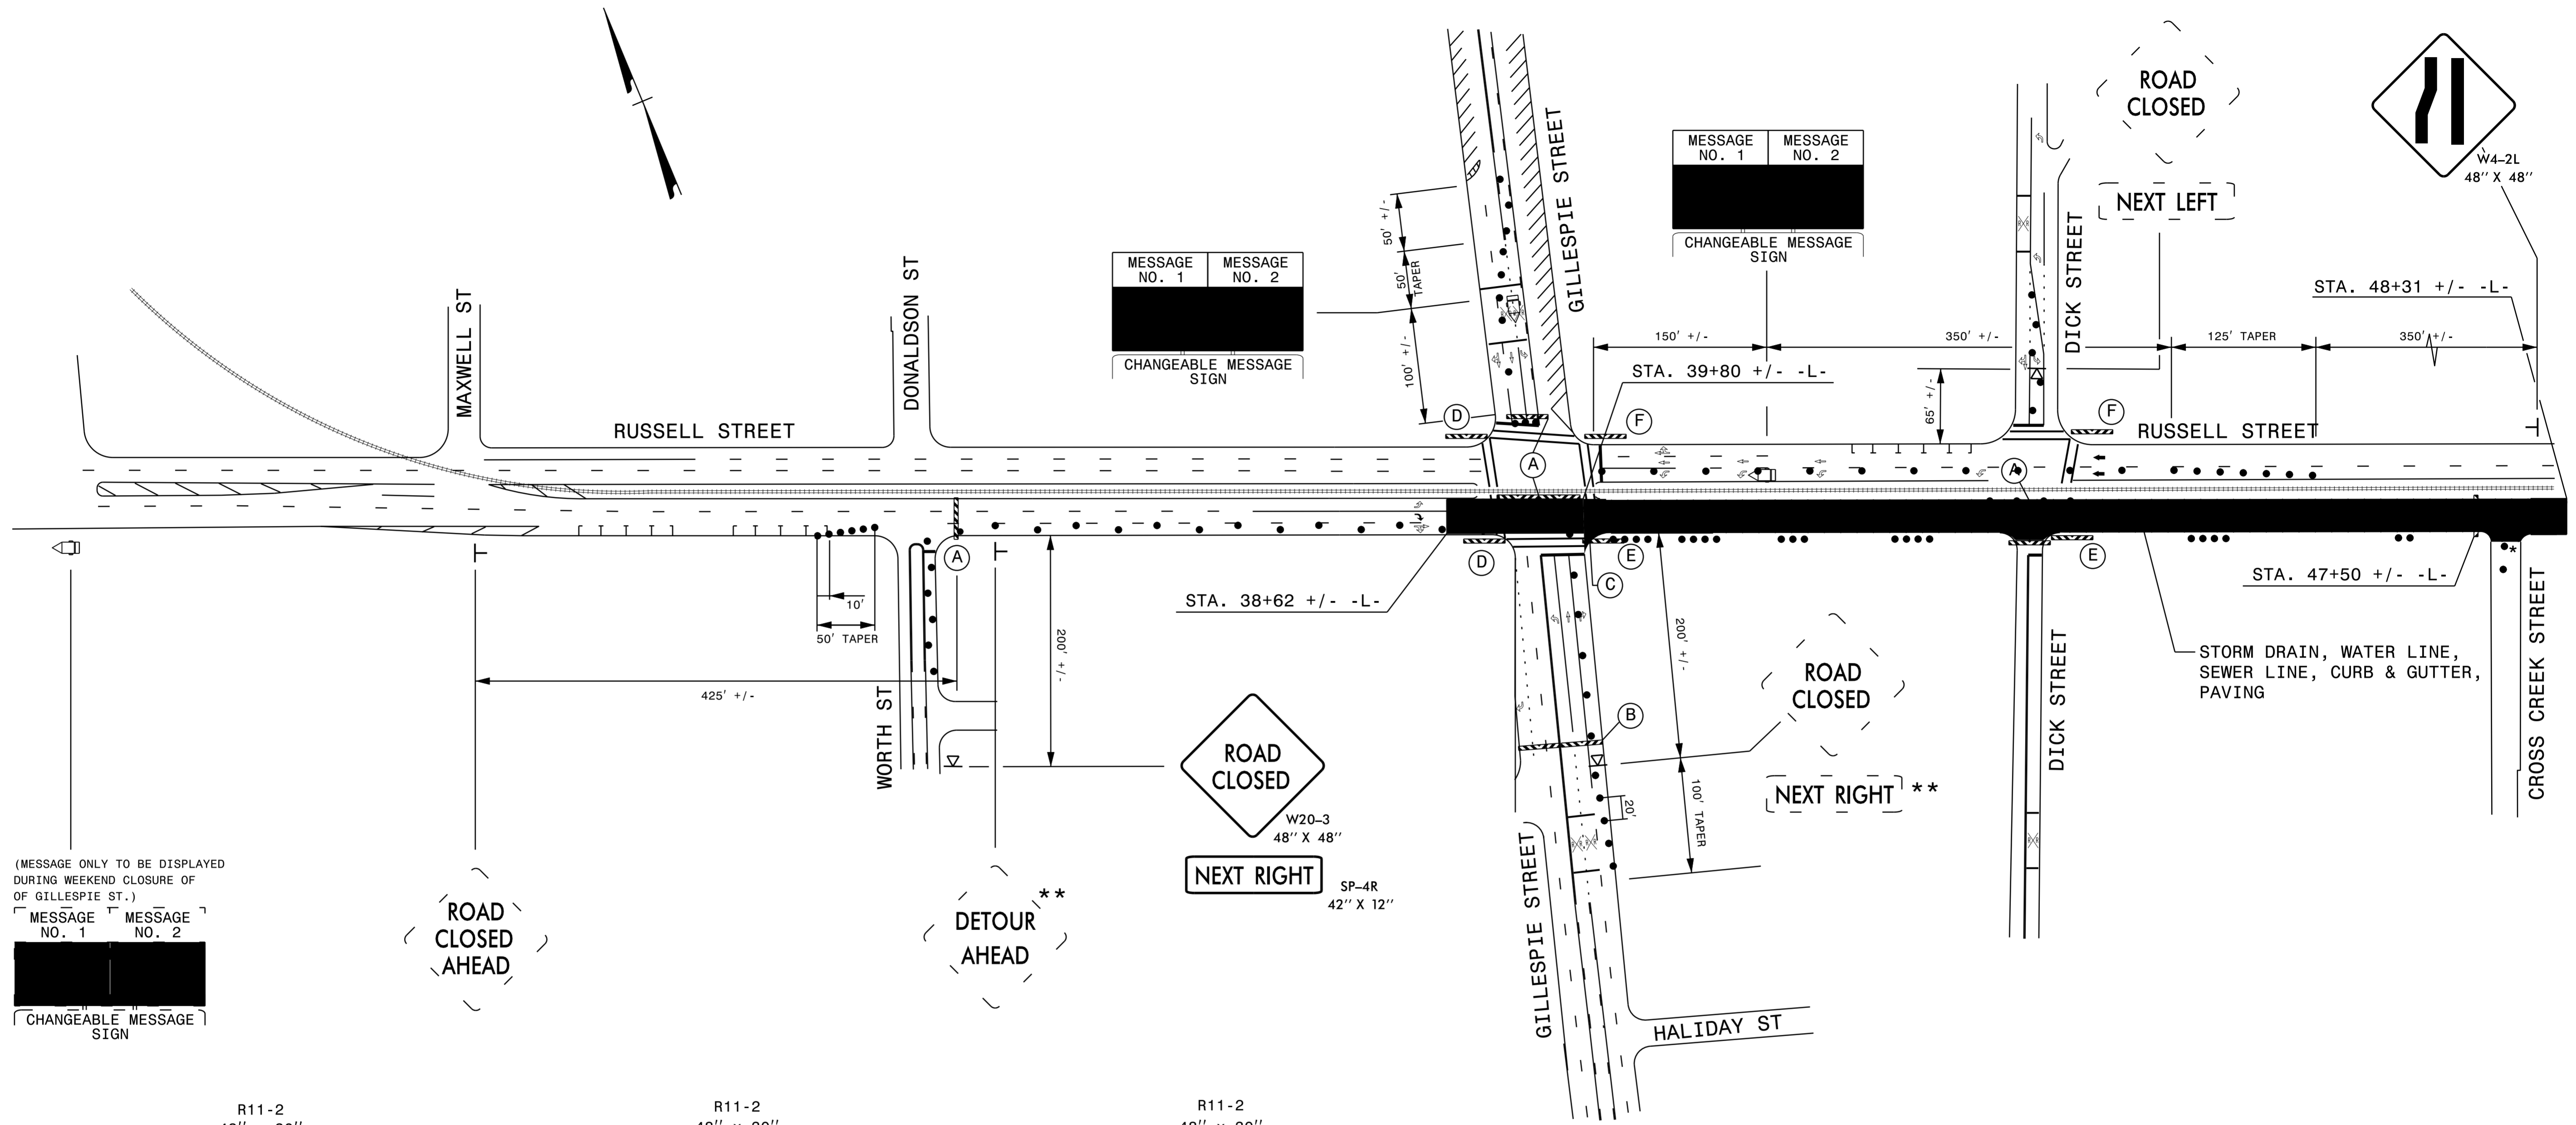 ROAD
CLOSED
NEXT LEFT
W4-2L
48'' X 48''
MESSAGE NO. 1
MESSAGE NO. 2
CHANGEABLE MESSAGE
SIGN
GILLESPIE STREET
DICK STREET
STA. 48+31 +/- -L-
50' +/-
50'
TAPER
100' +/-
MESSAGE NO. 1
MESSAGE NO. 2
CHANGEABLE MESSAGE
SIGN
MAXWELL ST
DONALDSON ST
150' +/-
350' +/-
125' TAPER
350' +/-
STA. 39+80 +/- -L-
65' +/-
RUSSELL STREET
D
F
F
RUSSELL STREET
A
A
A
D
E
C
E
*
10'
50' TAPER
STA. 38+62 +/- -L-
STA. 47+50 +/- -L-
200' +/-
200' +/-
425' +/-
WORTH ST
B
ROAD
CLOSED
NEXT RIGHT **
STORM DRAIN, WATER LINE,
SEWER LINE, CURB & GUTTER,
PAVING
DICK STREET
CROSS CREEK STREET
ROAD
CLOSED
W20-3
48'' X 48''
NEXT RIGHT
SP-4R
42'' X 12''
20'
100' TAPER
GILLESPIE STREET
HALIDAY ST
(MESSAGE ONLY TO BE DISPLAYED
DURING WEEKEND CLOSURE OF
OF GILLESPIE ST.)
MESSAGE NO. 1
MESSAGE NO. 2
CHANGEABLE MESSAGE
SIGN
ROAD
CLOSED
AHEAD
DETOUR **
AHEAD
R11-2
R11-2
R11-2